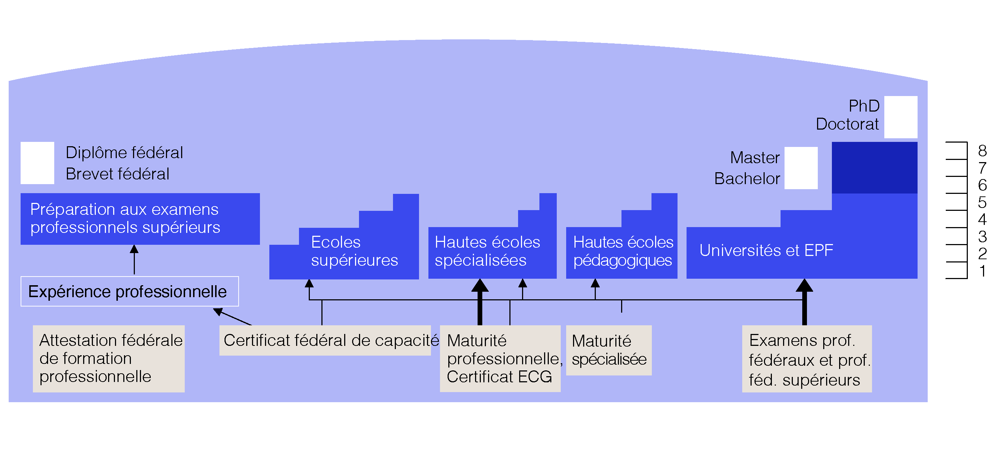 PhD
Doctorat
Diplôme fédéral
Brevet fédéral
Master
Bachelor
8
7
6
5
4
3
2
1
Préparation aux examens
professionnels supérieurs
Ecoles
supérieures
Hautes écoles
spécialisées
Hautes écoles
pédagogiques
Universités et EPF
Expérience professionnelle
Attestation fédérale
de formation
professionnelle
Certificat fédéral de capacité
Maturité
professionnelle,
Certificat ECG
Maturité
spécialisée
Examens prof.
fédéraux et prof.
féd. supérieurs